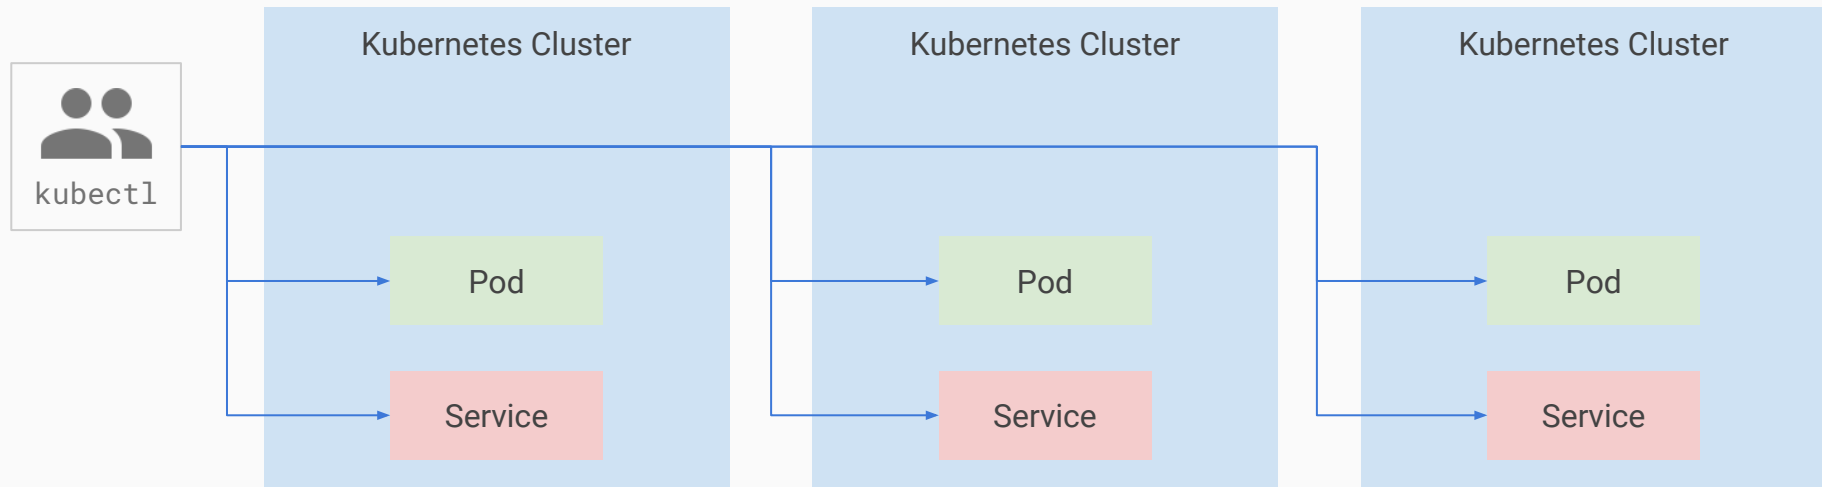 Kubernetes Cluster
Kubernetes Cluster
Kubernetes Cluster
kubectl
Pod
Pod
Pod
Service
Service
Service